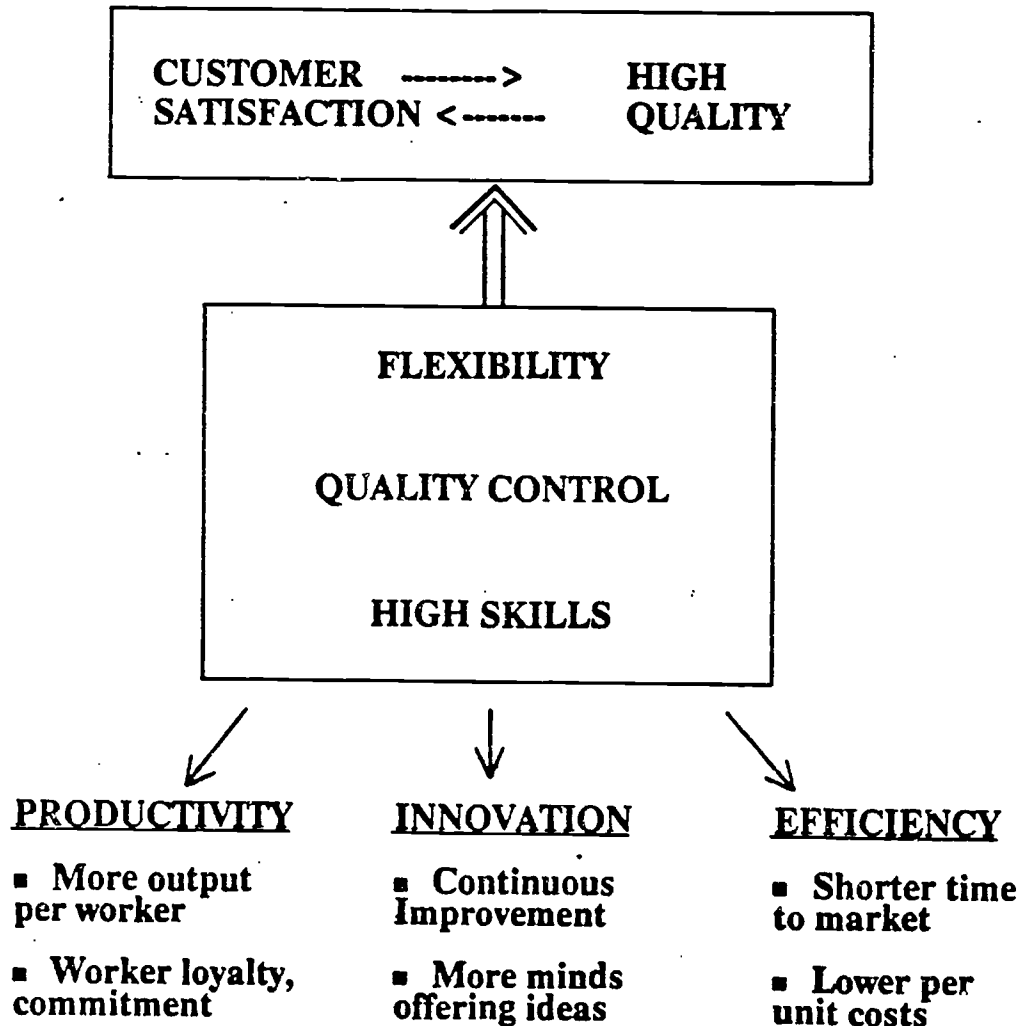 CUSTOMER -------> HIGH
SATISFACTION <------- QUALITY
FLEXIBILITY
QUALITY CONTROL
HIGH SKILLS
PRODUCTIVITY
■ More output
per worker
■ Worker loyalty,
commitment
INNOVATION
■ Continuous
Improvement
■ More minds
offering ideas
EFFICIENCY
■ Shorter time
to market
■ Lower per
unit costs